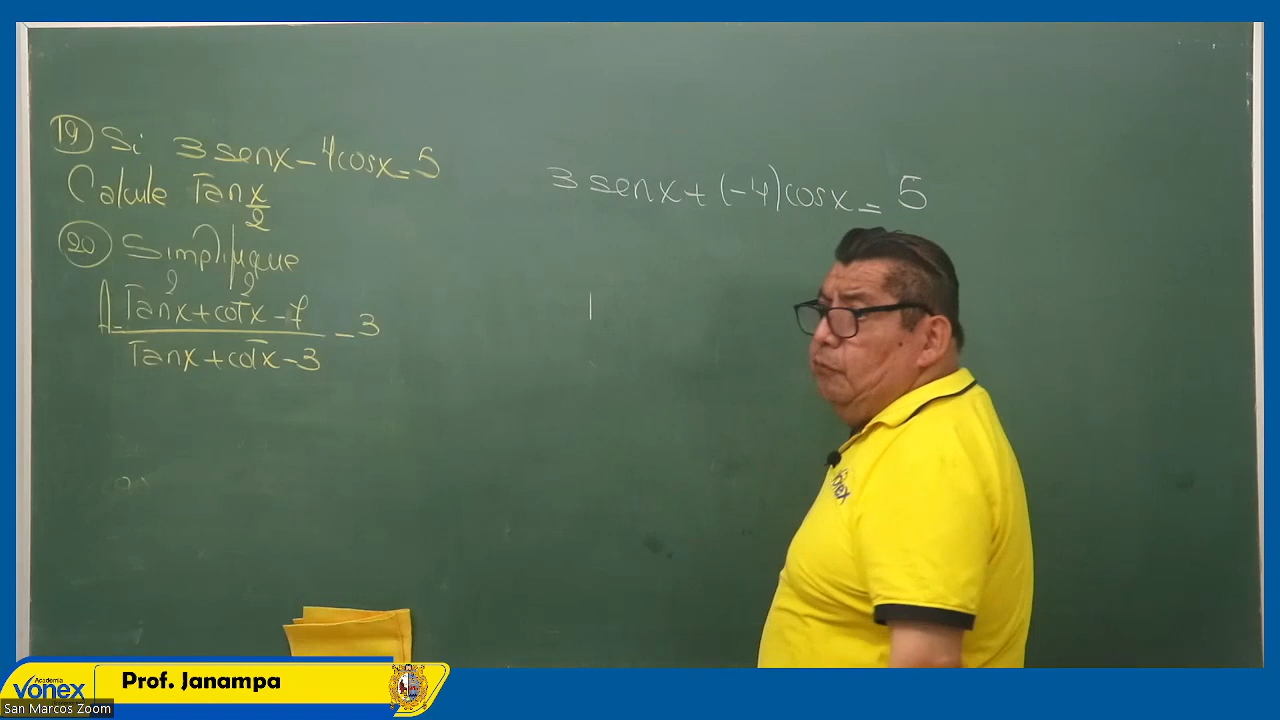 19 Si 3senx-4cosx=5
Calcule Tan x/2
20 Simplifique
A=Tan²x+cot²x-7
Tanx+cotx-3
-3
3senx+(-4)cosx=5
Vonex
Academia
Vonex
Prof. Janampa
San Marcos Zoom